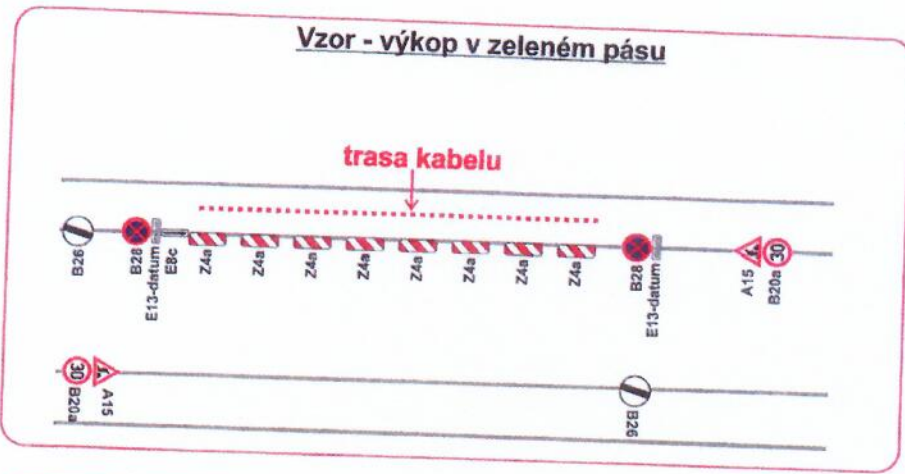 Vzor - výkop v zeleném pásu
trasa kabelu
B26
B28
E13-datum
E8c
Z4a
Z4a
Z4a
Z4a
Z4a
Z4a
Z4a
Z4a
B28
E13-datum
A15
B20a
30
30
B20a
A15
B26